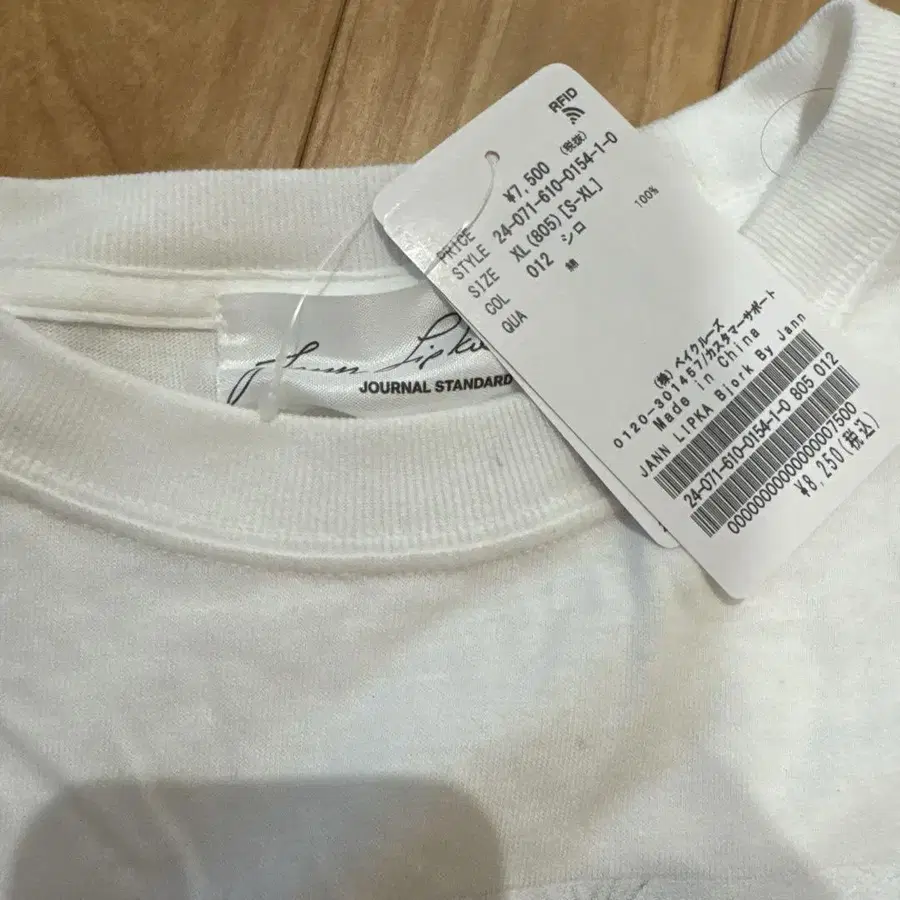 Jann Lipka
JOURNAL STANDARD
RFID
PRICE ¥7,500 (税抜)
STYLE 24-071-610-0154-1-0
SIZE XL(805) [S-XL]
COL 012 シロ
QUA 綿 100%
(株) ベイクルーズ
0120-301457/カスタマーサポート
Made in China
JANN LIPKA Bjork By Jann
24-071-610-0154-1-0 805 012
0000000000000007500
¥8,250(税込)